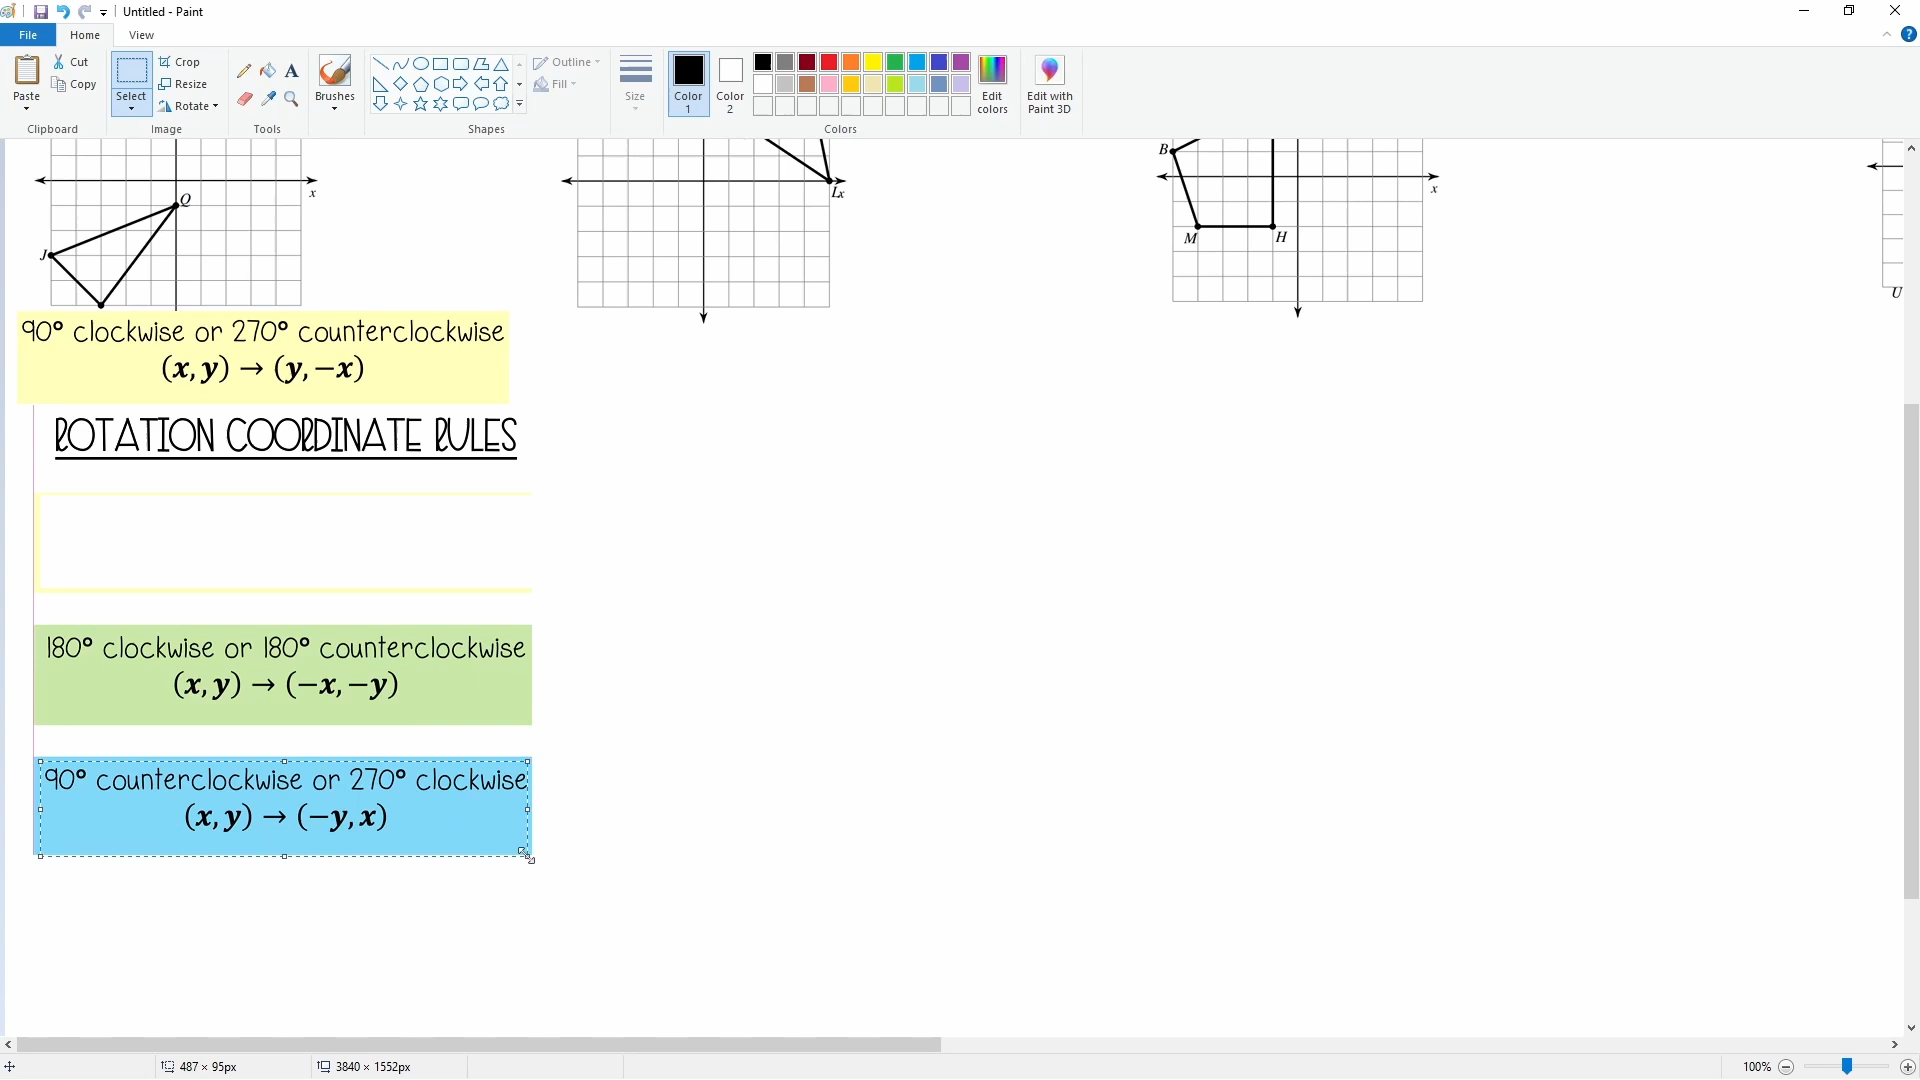 Untitled - Paint
File
Home
View
Paste
Cut
Copy
Clipboard
Select
Crop
Resize
Rotate
Image
A
Tools
Brushes
Shapes
Outline
Fill
Size
Color 1
Color 2
Edit colors
Edit with Paint 3D
Colors
x
Q
J
L
x
B
M
H
x
U
90° clockwise or 270° counterclockwise
(x, y) → (y, −x)
ROTATION COORDINATE RULES
180° clockwise or 180° counterclockwise
(x, y) → (−x, −y)
90° counterclockwise or 270° clockwise
(x, y) → (−y, x)
487 × 95px
3840 × 1552px
100%